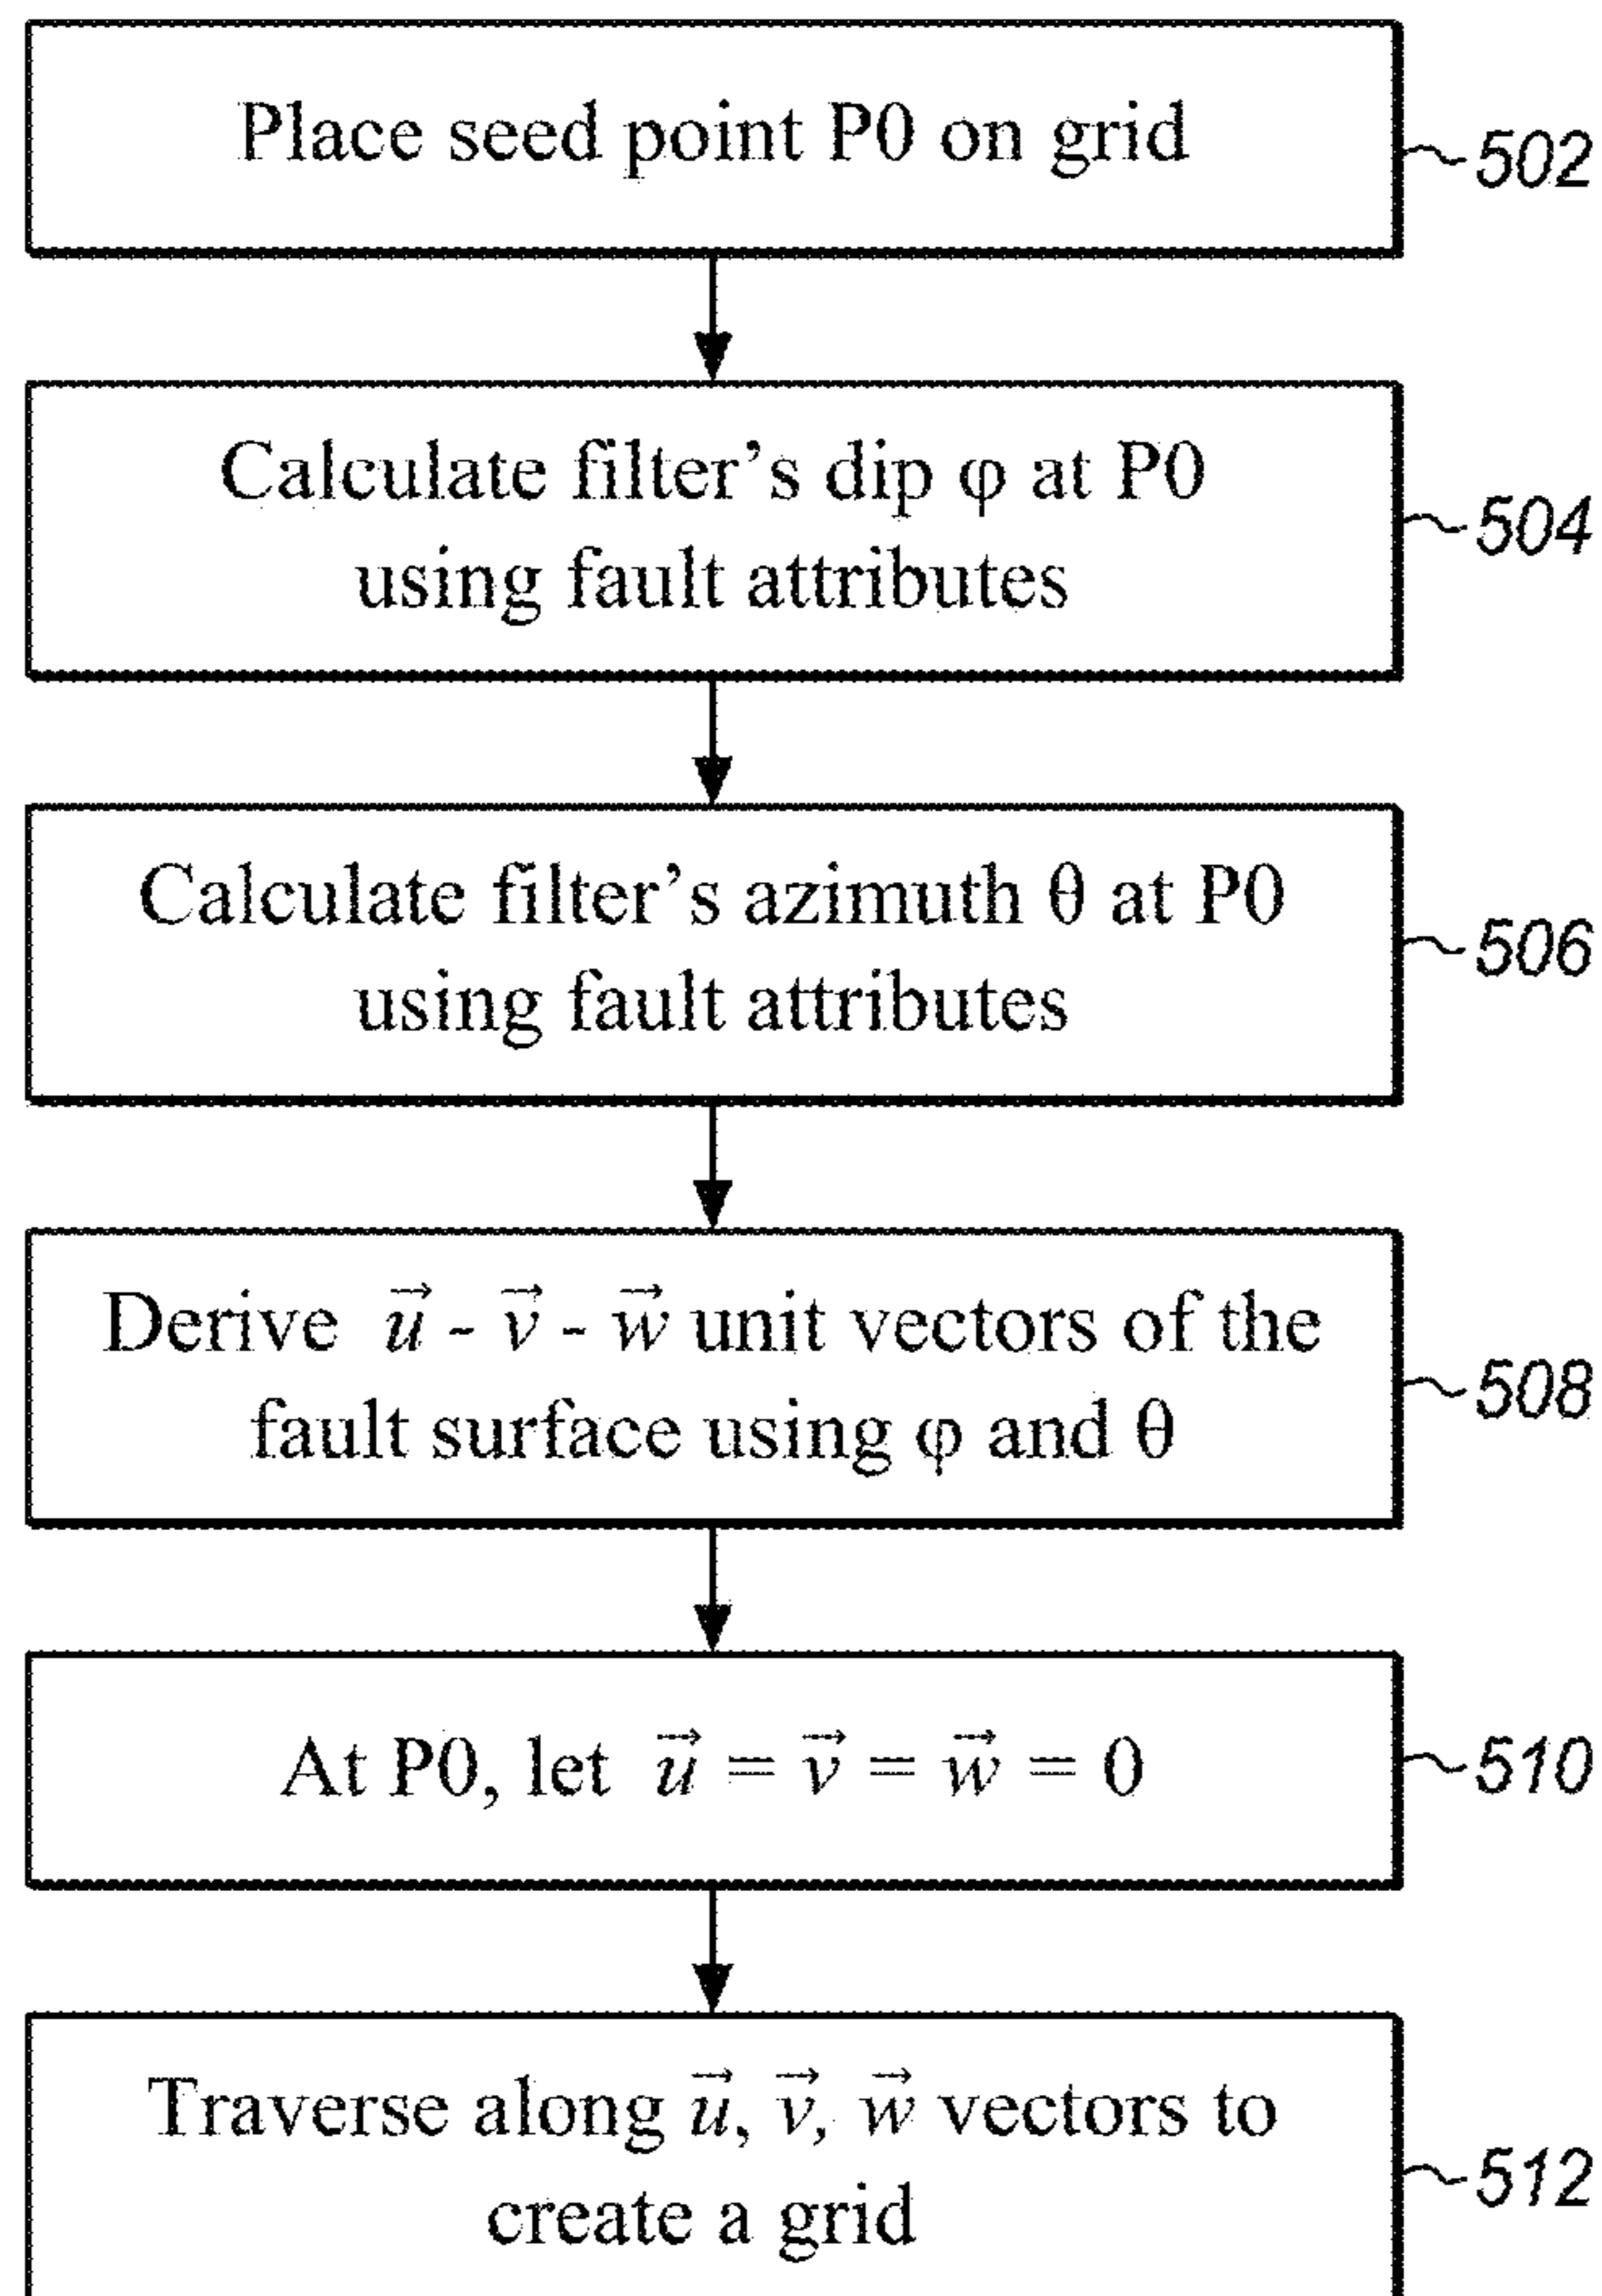 Place seed point P0 on grid
502
Calculate filter’s dip φ at P0
using fault attributes
504
Calculate filter’s azimuth θ at P0
using fault attributes
506
Derive u⃗ - v⃗ - w⃗ unit vectors of the
fault surface using φ and θ
508
At P0, let u⃗ = v⃗ = w⃗ = 0
510
Traverse along u⃗, v⃗, w⃗ vectors to
create a grid
512